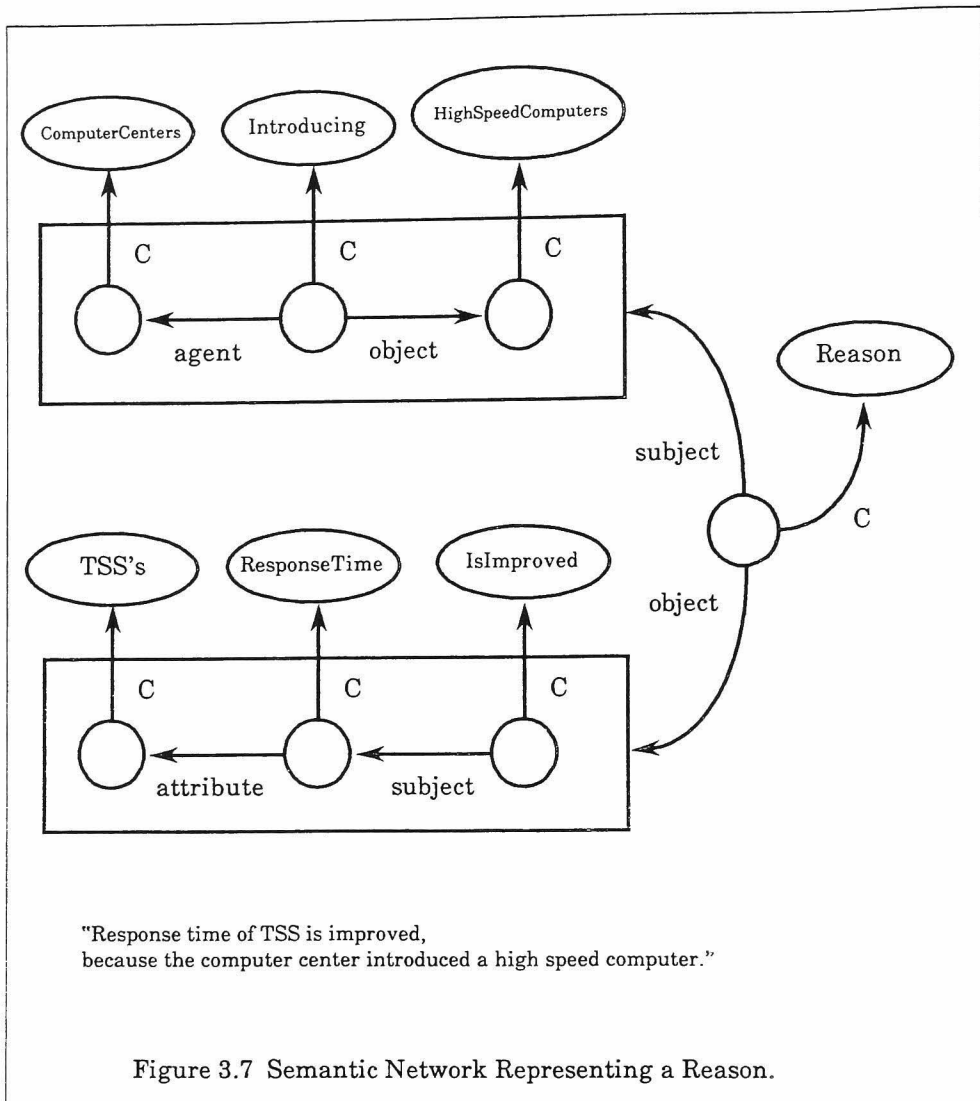 ComputerCenters
Introducing
HighSpeedComputers
C
C
C
agent
object
Reason
subject
C
object
TSS's
ResponseTime
IsImproved
C
C
C
attribute
subject
"Response time of TSS is improved,
because the computer center introduced a high speed computer."
Figure 3.7 Semantic Network Representing a Reason.